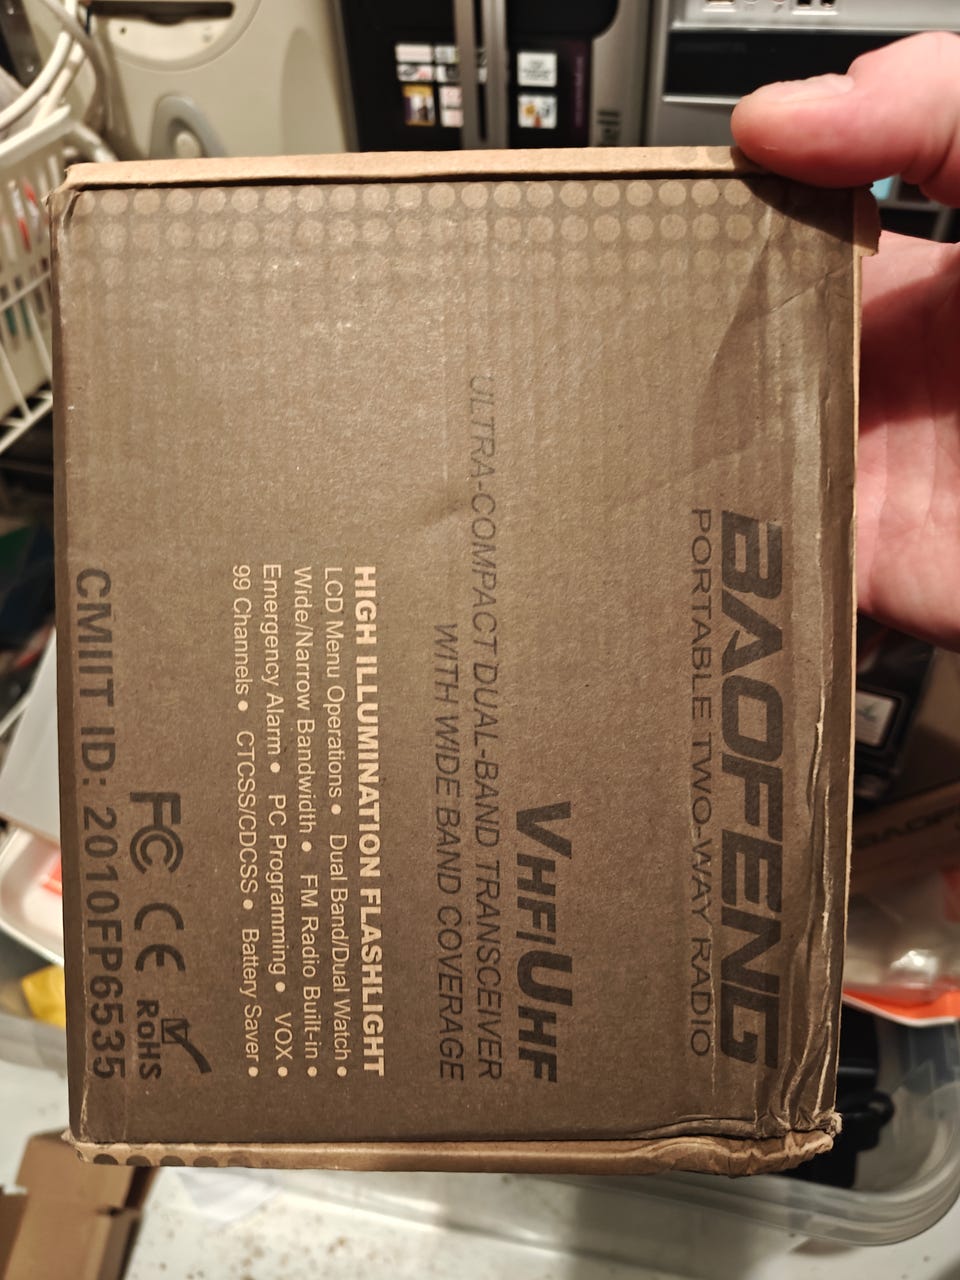 BAOFENG
PORTABLE TWO-WAY RADIO
VHF/UHF
ULTRA-COMPACT DUAL-BAND TRANSCEIVER
WITH WIDE BAND COVERAGE
HIGH ILLUMINATION FLASHLIGHT
LCD Menu Operations • Dual Band/Dual Watch •
Wide/Narrow Bandwidth • FM Radio Built-in •
Emergency Alarm • PC Programming • VOX •
99 Channels • CTCSS/CDCSS • Battery Saver •
FC CE RoHS
CMIIT ID: 2010FP6535